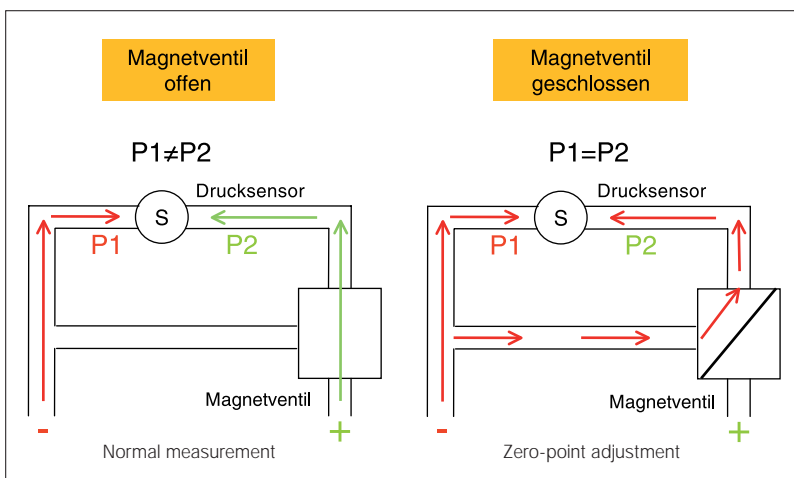 Magnetventil
offen
P1≠P2
Drucksensor
S
P1
P2
Magnetventil
-
+
Normal measurement
Magnetventil
geschlossen
P1=P2
Drucksensor
S
P1
P2
Magnetventil
-
+
Zero-point adjustment